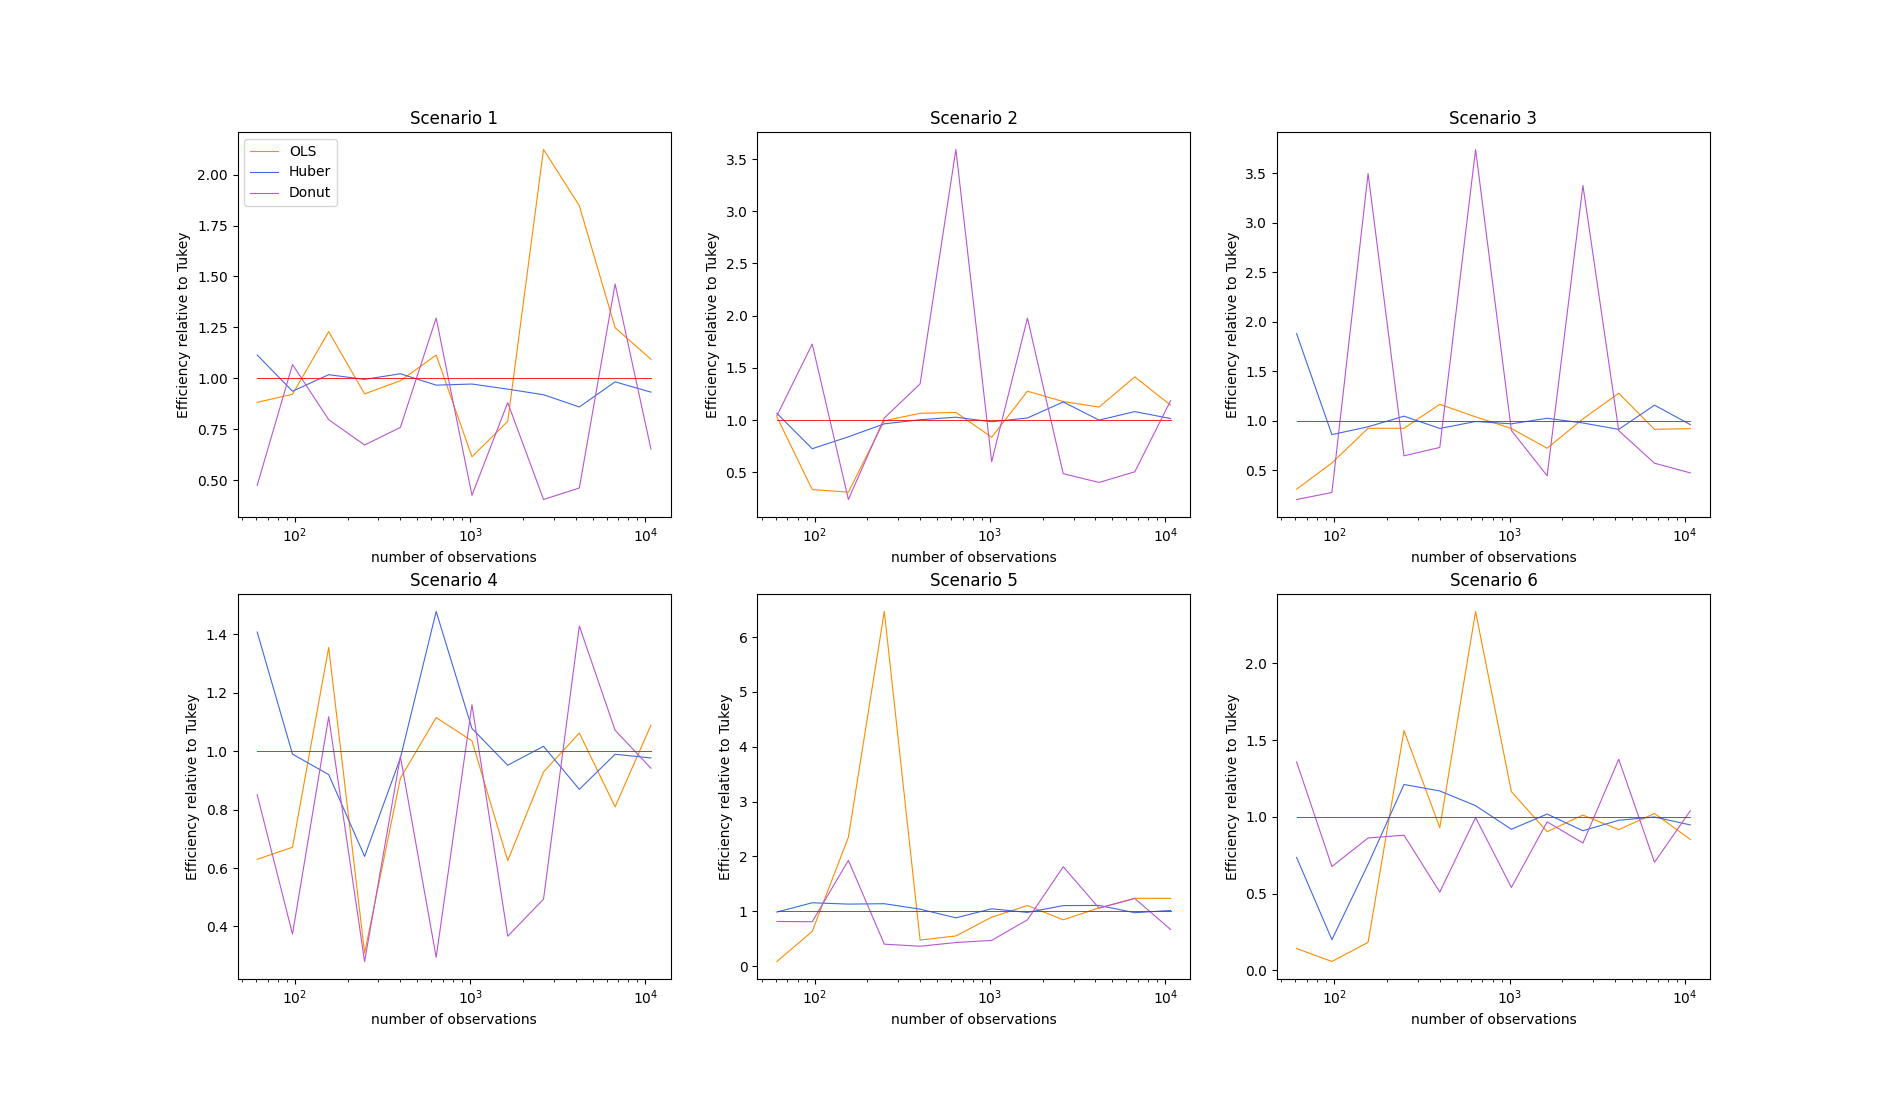 Scenario 1
Efficiency relative to Tukey
2.00
1.75
1.50
1.25
1.00
0.75
0.50
OLS
Huber
Donut
10²
10³
10⁴
number of observations
Scenario 2
Efficiency relative to Tukey
3.5
3.0
2.5
2.0
1.5
1.0
0.5
10²
10³
10⁴
number of observations
Scenario 3
Efficiency relative to Tukey
3.5
3.0
2.5
2.0
1.5
1.0
0.5
10²
10³
10⁴
number of observations
Scenario 4
Efficiency relative to Tukey
1.4
1.2
1.0
0.8
0.6
0.4
10²
10³
10⁴
number of observations
Scenario 5
Efficiency relative to Tukey
6
5
4
3
2
1
0
10²
10³
10⁴
number of observations
Scenario 6
Efficiency relative to Tukey
2.0
1.5
1.0
0.5
0.0
10²
10³
10⁴
number of observations